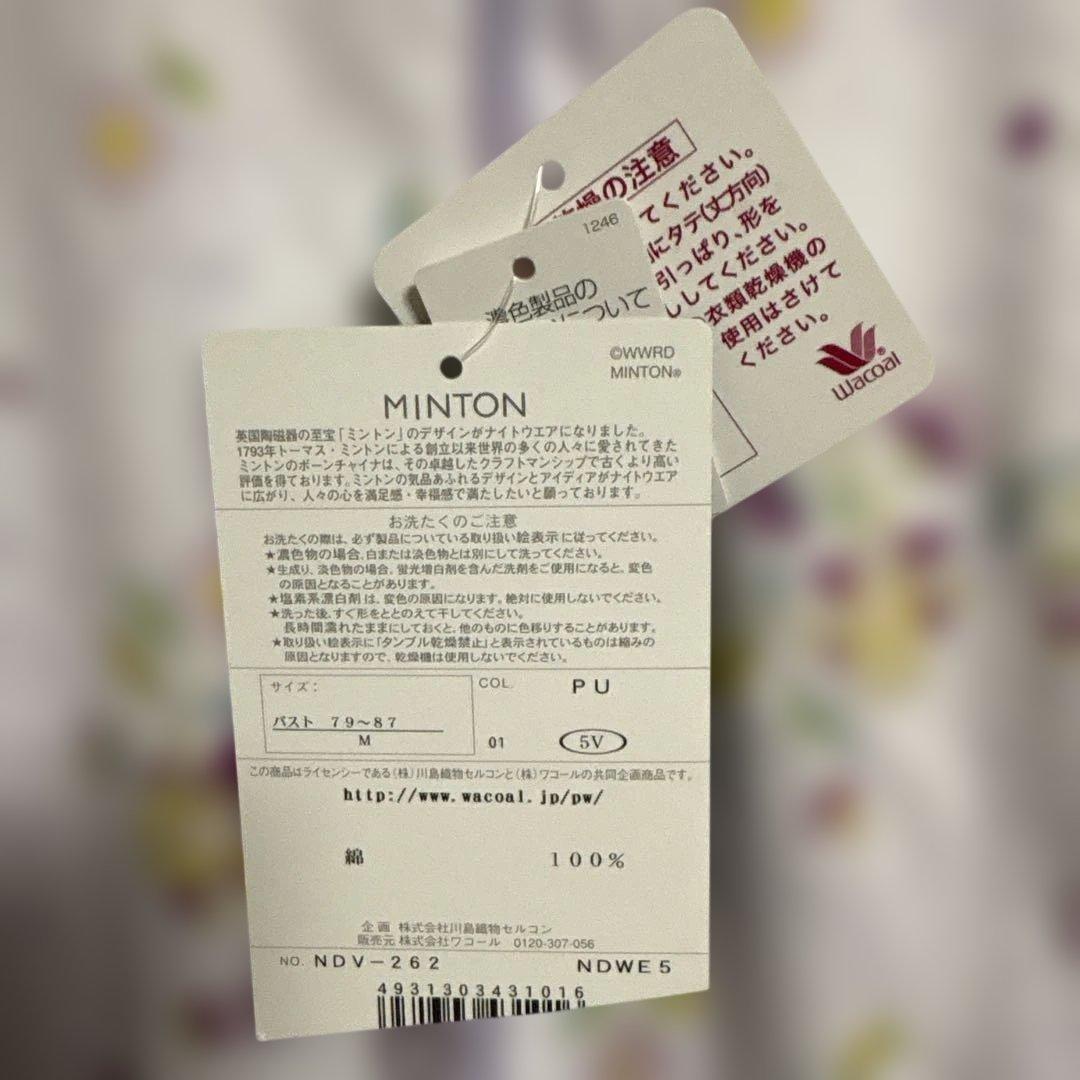 の注意
てください。
にタテ(丈方向)
引っぱり、形を
してください。
衣類乾燥機の
使用はさけて
ください。
Wacoal®
1246
濃色製品の
について
©WWRD
MINTON®
MINTON
英国陶磁器の至宝「ミントン」のデザインがナイトウエアになりました。
1793年トーマス・ミントンによる創立以来世界の多くの人々に愛されてきた
ミントンのボーンチャイナは、その卓越したクラフトマンシップで古くより高い
評価を得ております。ミントンの気品あふれるデザインとアイディアがナイトウエア
に広がり、人々の心を満足感・幸福感で満たしたいと願っております。
お洗たくのご注意
お洗たくの際は、必ず製品についている取り扱い絵表示に従ってください。
★濃色物の場合、白または淡色物とは別にして洗ってください。
★生成り、淡色物の場合、蛍光増白剤を含んだ洗剤をご使用になると、変色
の原因となることがあります。
★塩素系漂白剤は、変色の原因になります。絶対に使用しないでください。
★洗った後、すぐ形をととのえて干してください。
長時間濡れたままにしておくと、他のものに色移りすることがあります。
★取り扱い絵表示に「タンブル乾燥禁止」と表示されているものは縮みの
原因となりますので、乾燥機は使用しないでください。
サイズ：
バスト 79〜87
M
COL. PU
01 5V
この商品はライセンシーである(株)川島織物セルコンと(株)ワコールの共同企画商品です。
http://www.wacoal.jp/pw/
綿 100%
企画 株式会社川島織物セルコン
販売元 株式会社ワコール 0120-307-056
NO. NDV-262 NDWE5
4931303431016